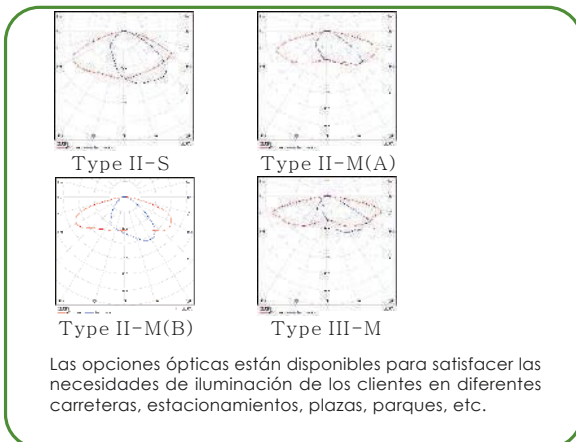 Type II-S
Type II-M(A)
Type II-M(B)
Type III-M
Las opciones ópticas están disponibles para satisfacer las
necesidades de iluminación de los clientes en diferentes
carreteras, estacionamientos, plazas, parques, etc.